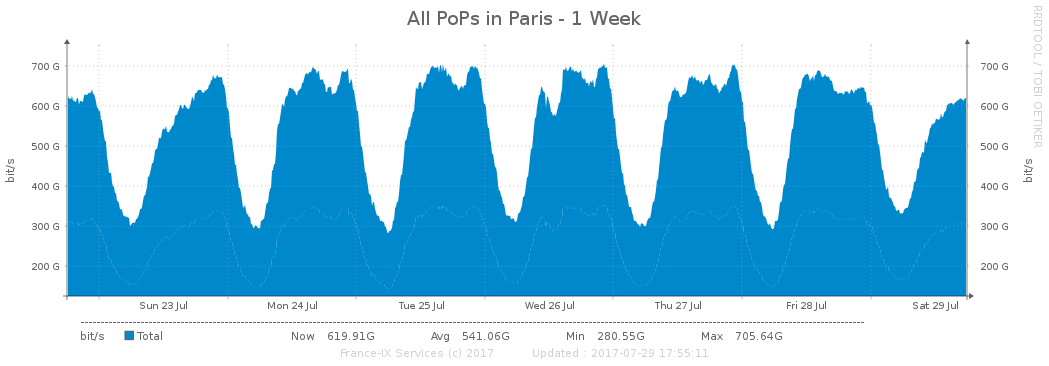 All PoPs in Paris - 1 Week
RRDTOOL / TOBI OETIKER
700 G 700 G
600 G 600 G
500 G 500 G
400 G 400 G
300 G 300 G
200 G 200 G
bit/s
bit/s
Sun 23 Jul Mon 24 Jul Tue 25 Jul Wed 26 Jul Thu 27 Jul Fri 28 Jul Sat 29 Jul
bit/s Total Now 619.91G Avg 541.06G Min 280.55G Max 705.64G
France-IX Services (c) 2017 Updated : 2017-07-29 17:55:11